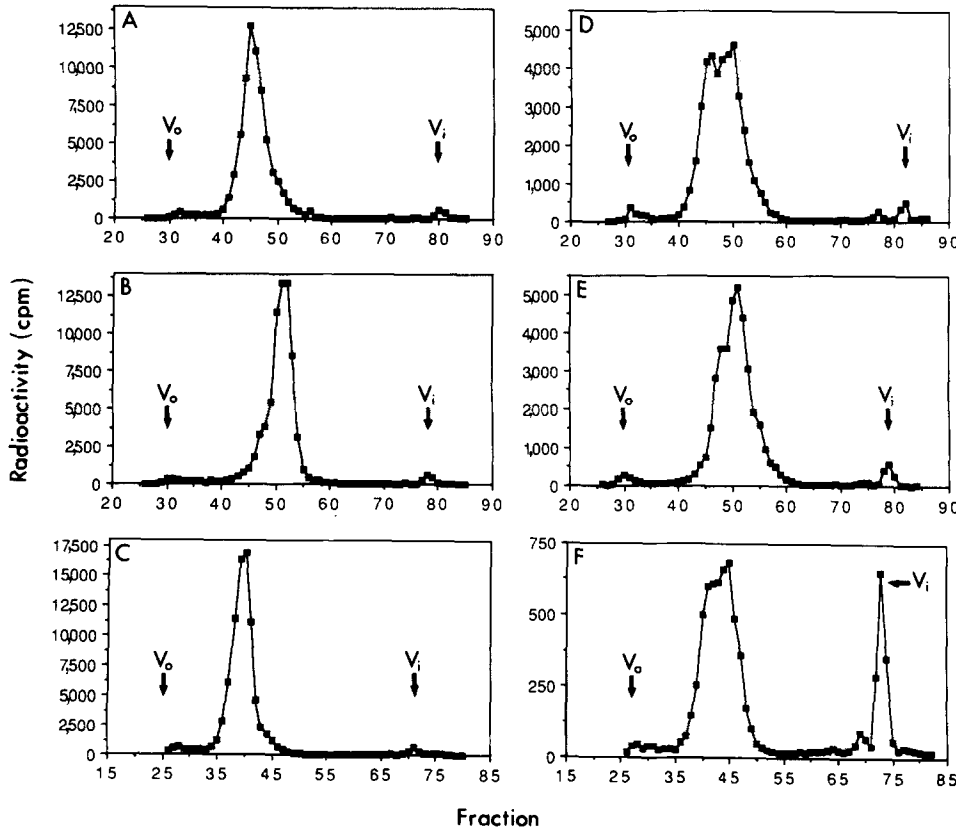 A
12,500
10,000
7,500
5,000
2,500
0
Vo
Vi
20 30 40 50 60 70 80 90
B
12,500
10,000
7,500
5,000
2,500
0
Vo
Vi
20 30 40 50 60 70 80 90
C
17,500
15,000
12,500
10,000
7,500
5,000
2,500
0
Vo
Vi
15 25 35 45 55 65 75 85
D
5,000
4,000
3,000
2,000
1,000
0
Vo
Vi
20 30 40 50 60 70 80 90
E
5,000
4,000
3,000
2,000
1,000
0
Vo
Vi
20 30 40 50 60 70 80 90
F
750
500
250
0
Vo
Vi
15 25 35 45 55 65 75 85
Radioactivity (cpm)
Fraction